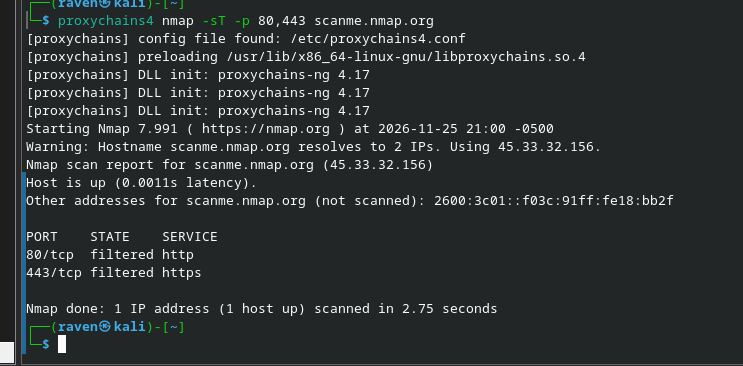 ┌──(raven㉿kali)-[~]
└─$ proxychains4 nmap -sT -p 80,443 scanme.nmap.org
[proxychains] config file found: /etc/proxychains4.conf
[proxychains] preloading /usr/lib/x86_64-linux-gnu/libproxychains.so.4
[proxychains] DLL init: proxychains-ng 4.17
[proxychains] DLL init: proxychains-ng 4.17
[proxychains] DLL init: proxychains-ng 4.17
Starting Nmap 7.991 ( https://nmap.org ) at 2026-11-25 21:00 -0500
Warning: Hostname scanme.nmap.org resolves to 2 IPs. Using 45.33.32.156.
Nmap scan report for scanme.nmap.org (45.33.32.156)
Host is up (0.0011s latency).
Other addresses for scanme.nmap.org (not scanned): 2600:3c01::f03c:91ff:fe18:bb2f
PORT    STATE    SERVICE
80/tcp  filtered http
443/tcp filtered https
Nmap done: 1 IP address (1 host up) scanned in 2.75 seconds
┌──(raven㉿kali)-[~]
└─$